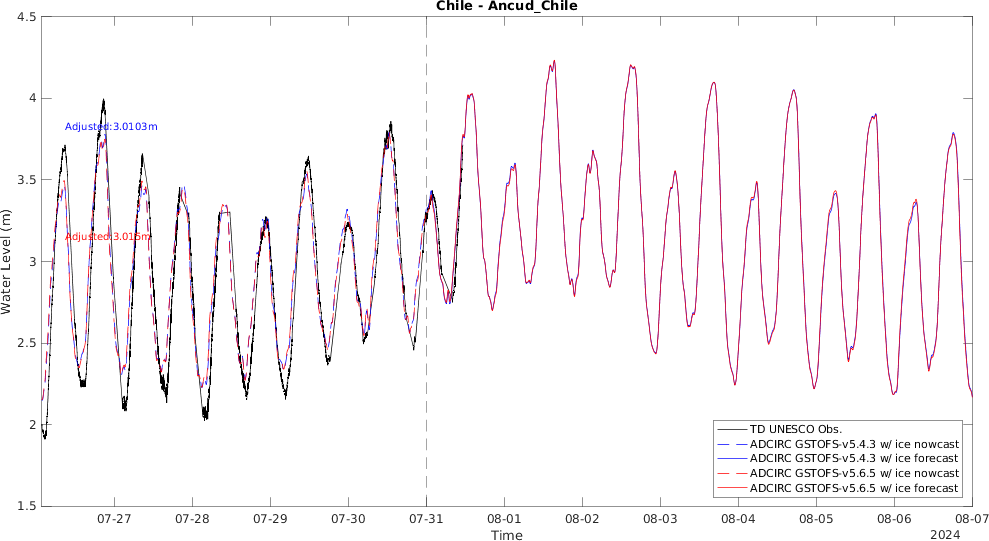 Chile - Ancud_Chile
4.5
4
3.5
3
2.5
2
1.5
Water Level (m)
Adjusted:3.0103m
Adjusted:3.015m
TD UNESCO Obs.
ADCIRC GSTOFS-v5.4.3 w/ ice nowcast
ADCIRC GSTOFS-v5.4.3 w/ ice forecast
ADCIRC GSTOFS-v5.6.5 w/ ice nowcast
ADCIRC GSTOFS-v5.6.5 w/ ice forecast
07-27 07-28 07-29 07-30 07-31 08-01 08-02 08-03 08-04 08-05 08-06 08-07
Time
2024